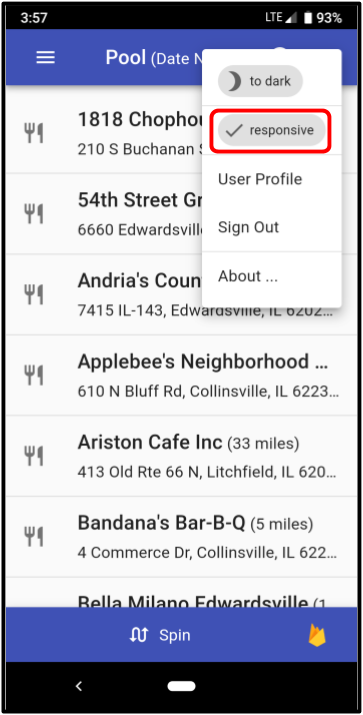 3:57 LTE 93%
Pool (Date N
to dark
responsive
User Profile
Sign Out
About ...
1818 Chophou
210 S Buchanan S
54th Street Gr
6660 Edwardsvill
Andria's Coun
7415 IL-143, Edwardsville, IL 6202...
Applebee's Neighborhood ...
610 N Bluff Rd, Collinsville, IL 6223...
Ariston Cafe Inc (33 miles)
413 Old Rte 66 N, Litchfield, IL 620...
Bandana's Bar-B-Q (5 miles)
4 Commerce Dr, Collinsville, IL 622...
Bella Milano Edwardsville (1
Spin